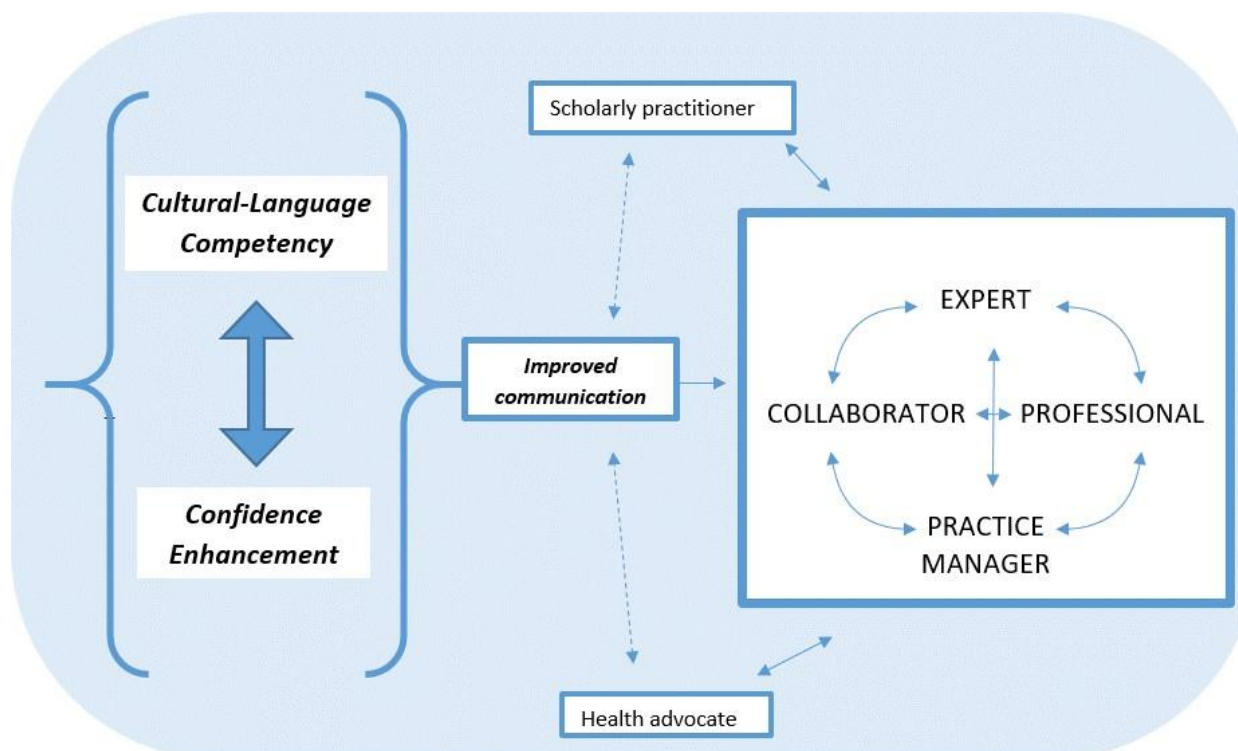 Cultural-Language
Competency
Confidence
Enhancement
Improved
communication
Scholarly practitioner
Health advocate
EXPERT
COLLABORATOR
PROFESSIONAL
PRACTICE
MANAGER